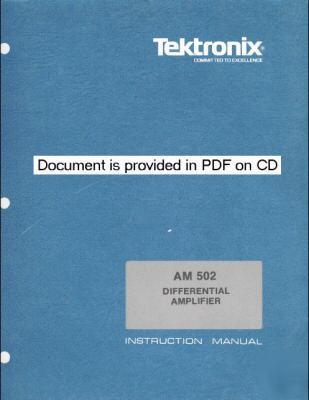 Tektronix®
COMMITTED TO EXCELLENCE
Document is provided in PDF on CD
AM 502
DIFFERENTIAL
AMPLIFIER
INSTRUCTION MANUAL